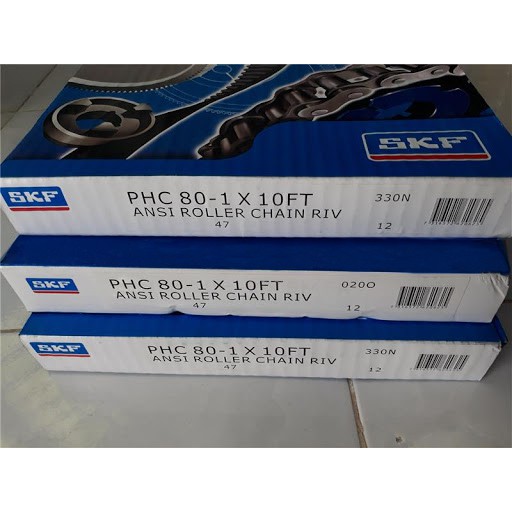 SKF
SKF
PHC 80-1 X 10FT
330N
ANSI ROLLER CHAIN RIV
47
12
SKF
PHC 80-1 X 10FT
020O
ANSI ROLLER CHAIN RIV
47
12
SKF
PHC 80-1 X 10FT
330N
ANSI ROLLER CHAIN RIV
47
12